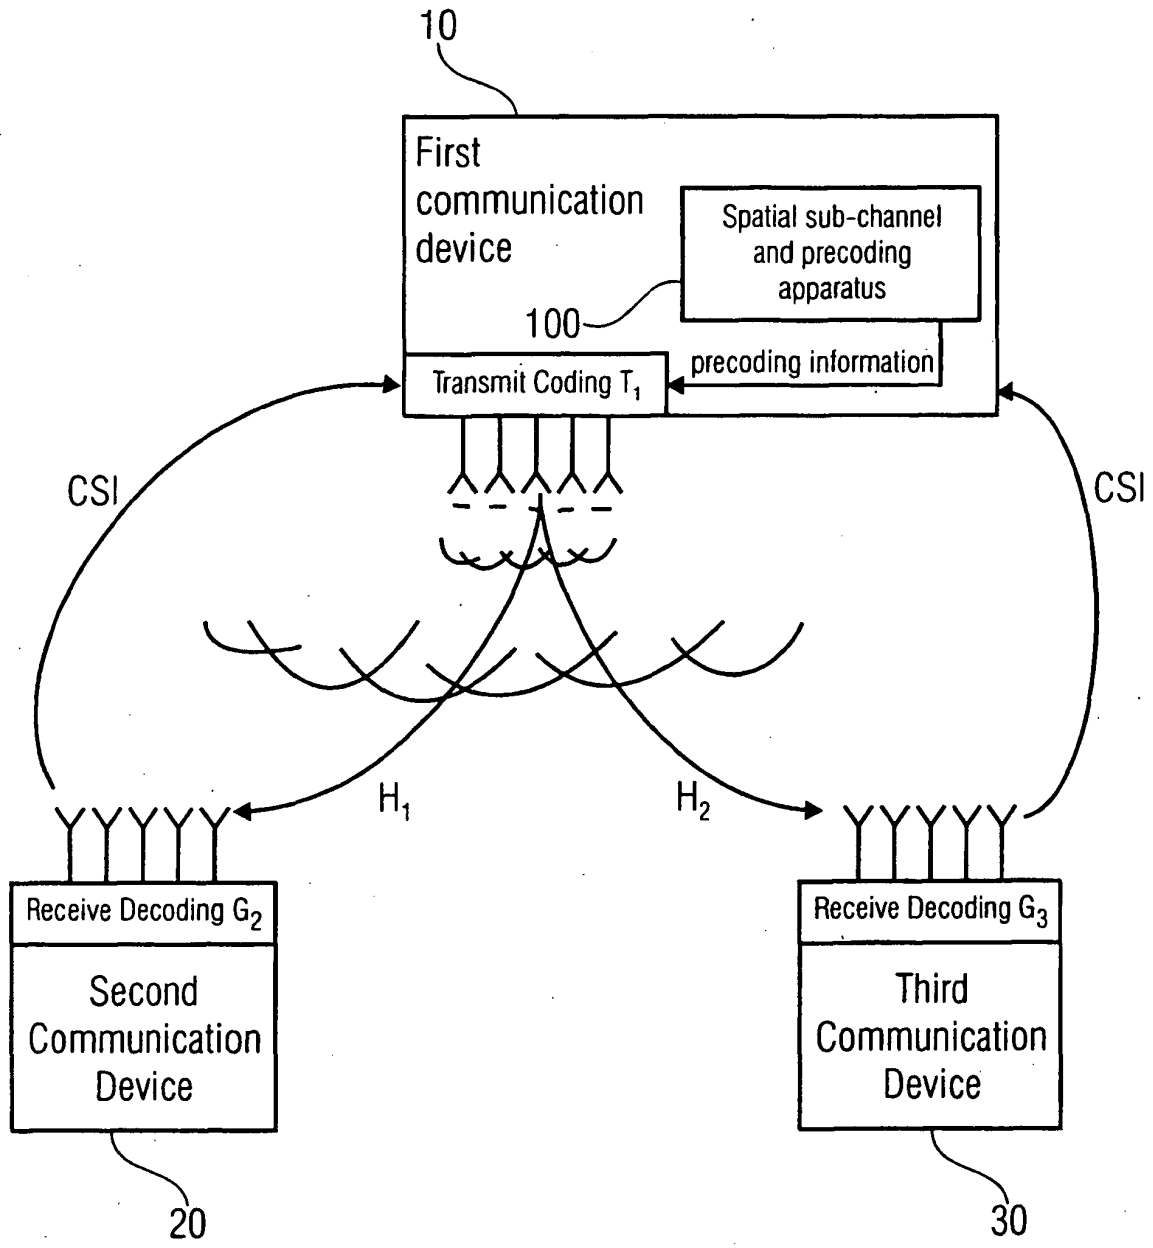 10
First
communication
device
Spatial sub-channel
and precoding
apparatus
100
precoding information
Transmit Coding T₁
CSI
CSI
H₁
H₂
Receive Decoding G₂
Second
Communication
Device
Receive Decoding G₃
Third
Communication
Device
20
30